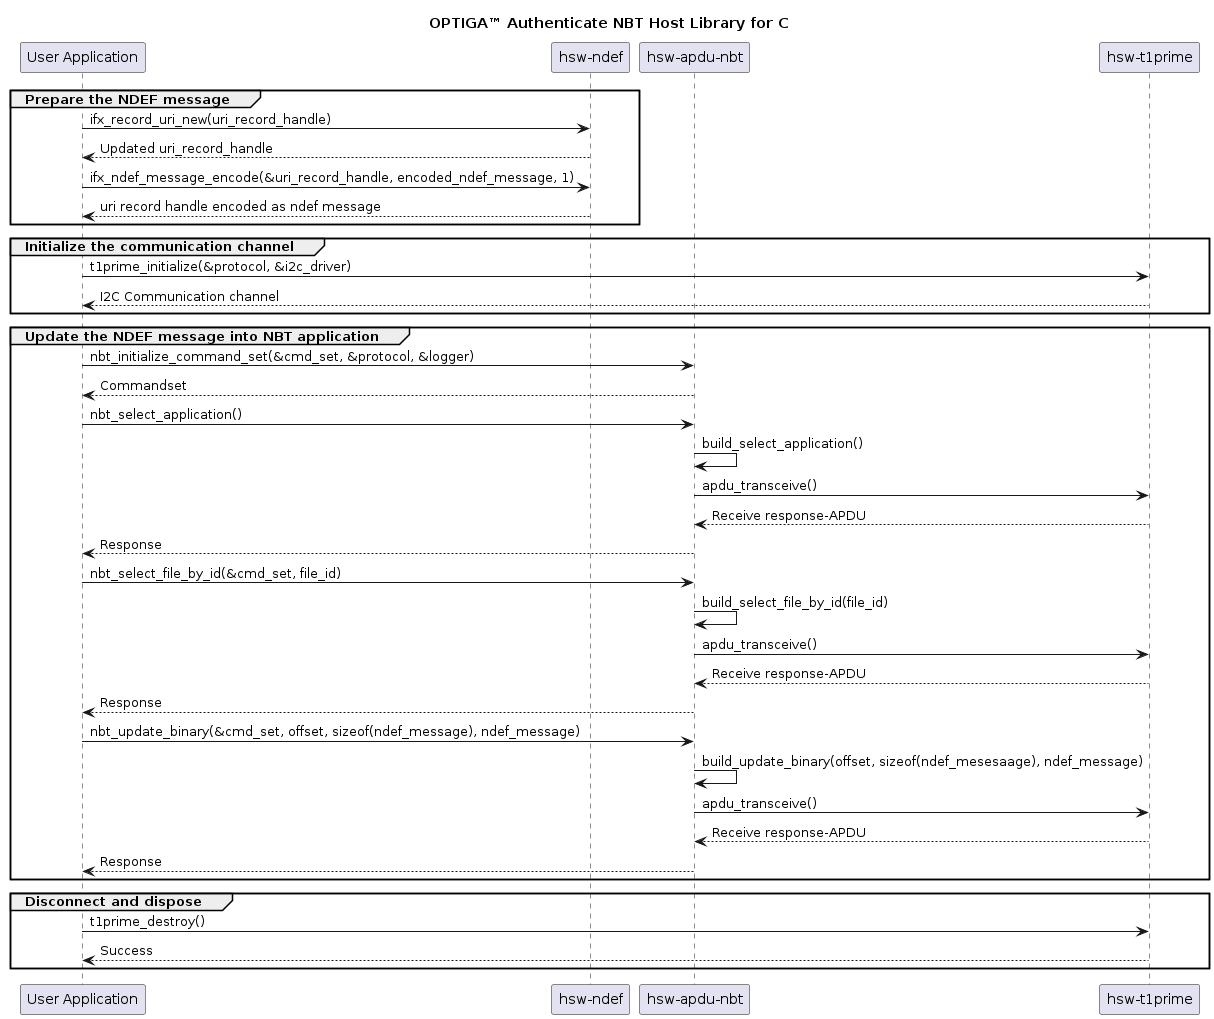 OPTIGA™ Authenticate NBT Host Library for C
User Application
hsw-ndef
hsw-apdu-nbt
hsw-t1prime
Prepare the NDEF message
ifx_record_uri_new(uri_record_handle)
Updated uri_record_handle
ifx_ndef_message_encode(&uri_record_handle, encoded_ndef_message, 1)
uri record handle encoded as ndef message
Initialize the communication channel
t1prime_initialize(&protocol, &i2c_driver)
I2C Communication channel
Update the NDEF message into NBT application
nbt_initialize_command_set(&cmd_set, &protocol, &logger)
Commandset
nbt_select_application()
build_select_application()
apdu_transceive()
Receive response-APDU
Response
nbt_select_file_by_id(&cmd_set, file_id)
build_select_file_by_id(file_id)
apdu_transceive()
Receive response-APDU
Response
nbt_update_binary(&cmd_set, offset, sizeof(ndef_message), ndef_message)
build_update_binary(offset, sizeof(ndef_mesesaage), ndef_message)
apdu_transceive()
Receive response-APDU
Response
Disconnect and dispose
t1prime_destroy()
Success
User Application
hsw-ndef
hsw-apdu-nbt
hsw-t1prime